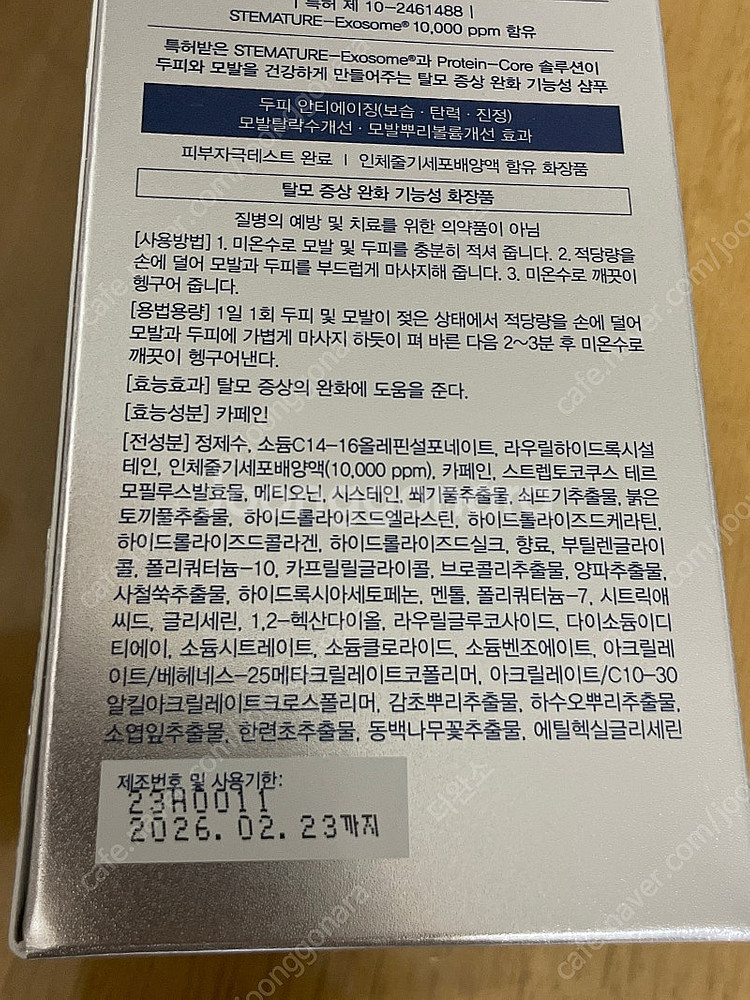 | 특허 제 10-2461488 |
STEMATURE-Exosome® 10,000 ppm 함유
특허받은 STEMATURE-Exosome®과 Protein-Core 솔루션이
두피와 모발을 건강하게 만들어주는 탈모 증상 완화 기능성 샴푸
두피 안티에이징(보습 · 탄력 · 진정)
모발탈락수개선 · 모발뿌리볼륨개선 효과
피부자극테스트 완료 | 인체줄기세포배양액 함유 화장품
탈모 증상 완화 기능성 화장품
질병의 예방 및 치료를 위한 의약품이 아님
[사용방법] 1. 미온수로 모발 및 두피를 충분히 적셔 줍니다. 2. 적당량을
손에 덜어 모발과 두피를 부드럽게 마사지해 줍니다. 3. 미온수로 깨끗이
헹구어 줍니다.
[용법용량] 1일 1회 두피 및 모발이 젖은 상태에서 적당량을 손에 덜어
모발과 두피에 가볍게 마사지 하듯이 펴 바른 다음 2~3분 후 미온수로
깨끗이 헹구어낸다.
[효능효과] 탈모 증상의 완화에 도움을 준다.
[효능성분] 카페인
[전성분] 정제수, 소듐C14-16올레핀설포네이트, 라우릴하이드록시설
테인, 인체줄기세포배양액(10,000 ppm), 카페인, 스트렙토코쿠스 테르
모필루스발효물, 메티오닌, 시스테인, 쐐기풀추출물, 쇠뜨기추출물, 붉은
토끼풀추출물, 하이드롤라이즈드엘라스틴, 하이드롤라이즈드케라틴,
하이드롤라이즈드콜라겐, 하이드롤라이즈드실크, 향료, 부틸렌글라이
콜, 폴리쿼터늄-10, 카프릴릴글라이콜, 브로콜리추출물, 양파추출물,
사철쑥추출물, 하이드록시아세토페논, 멘톨, 폴리쿼터늄-7, 시트릭애
씨드, 글리세린, 1,2-헥산다이올, 라우릴글루코사이드, 다이소듐이디
티에이, 소듐시트레이트, 소듐클로라이드, 소듐벤조에이트, 아크릴레
이트/베헤네스-25메타크릴레이트코폴리머, 아크릴레이트/C10-30
알킬아크릴레이트크로스폴리머, 감초뿌리추출물, 하수오뿌리추출물,
소엽잎추출물, 한련초추출물, 동백나무꽃추출물, 에틸헥실글리세린
제조번호 및 사용기한:
23A0011
2026. 02. 23까지
더완소
cafe.naver.com/joonggonara
joonggonara